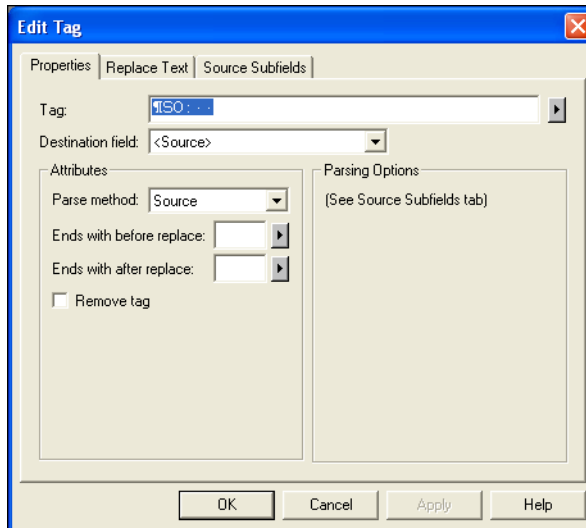 Edit Tag
Properties Replace Text Source Subfields
Tag: ¶ISO:··
Destination field: <Source>
Attributes Parsing Options
Parse method: Source (See Source Subfields tab)
Ends with before replace:
Ends with after replace:
Remove tag
OK Cancel Apply Help